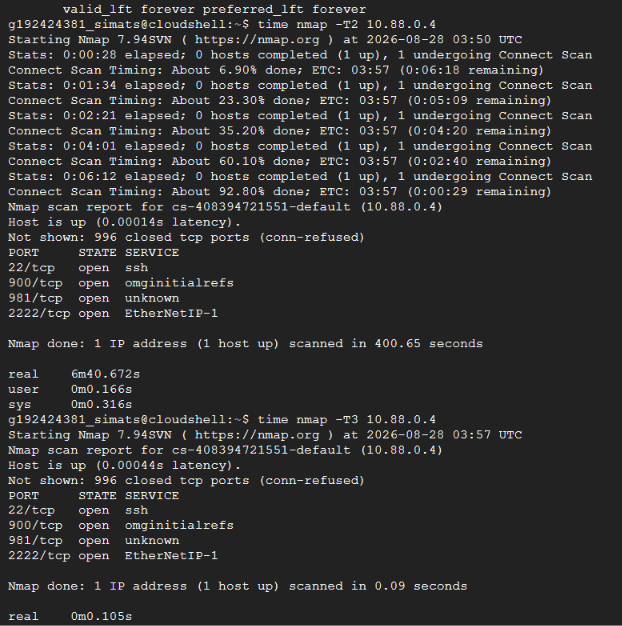 valid_lft forever preferred_lft forever
g192424381_simats@cloudshell:~$ time nmap -T2 10.88.0.4
Starting Nmap 7.94SVN ( https://nmap.org ) at 2026-08-28 03:50 UTC
Stats: 0:00:28 elapsed; 0 hosts completed (1 up), 1 undergoing Connect Scan
Connect Scan Timing: About 6.90% done; ETC: 03:57 (0:06:18 remaining)
Stats: 0:01:34 elapsed; 0 hosts completed (1 up), 1 undergoing Connect Scan
Connect Scan Timing: About 23.30% done; ETC: 03:57 (0:05:09 remaining)
Stats: 0:02:21 elapsed; 0 hosts completed (1 up), 1 undergoing Connect Scan
Connect Scan Timing: About 35.20% done; ETC: 03:57 (0:04:20 remaining)
Stats: 0:04:01 elapsed; 0 hosts completed (1 up), 1 undergoing Connect Scan
Connect Scan Timing: About 60.10% done; ETC: 03:57 (0:02:40 remaining)
Stats: 0:06:12 elapsed; 0 hosts completed (1 up), 1 undergoing Connect Scan
Connect Scan Timing: About 92.80% done; ETC: 03:57 (0:00:29 remaining)
Nmap scan report for cs-408394721551-default (10.88.0.4)
Host is up (0.00014s latency).
Not shown: 996 closed tcp ports (conn-refused)
PORT     STATE SERVICE
22/tcp   open  ssh
900/tcp  open  omginitialrefs
981/tcp  open  unknown
2222/tcp open  EtherNetIP-1
Nmap done: 1 IP address (1 host up) scanned in 400.65 seconds
real    6m40.672s
user    0m0.166s
sys     0m0.316s
g192424381_simats@cloudshell:~$ time nmap -T3 10.88.0.4
Starting Nmap 7.94SVN ( https://nmap.org ) at 2026-08-28 03:57 UTC
Nmap scan report for cs-408394721551-default (10.88.0.4)
Host is up (0.00044s latency).
Not shown: 996 closed tcp ports (conn-refused)
PORT     STATE SERVICE
22/tcp   open  ssh
900/tcp  open  omginitialrefs
981/tcp  open  unknown
2222/tcp open  EtherNetIP-1
Nmap done: 1 IP address (1 host up) scanned in 0.09 seconds
real    0m0.105s